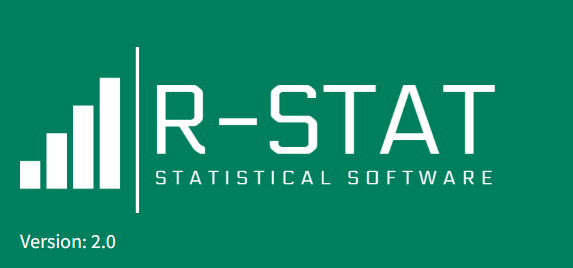 R-STAT
STATISTICAL SOFTWARE
Version: 2.0